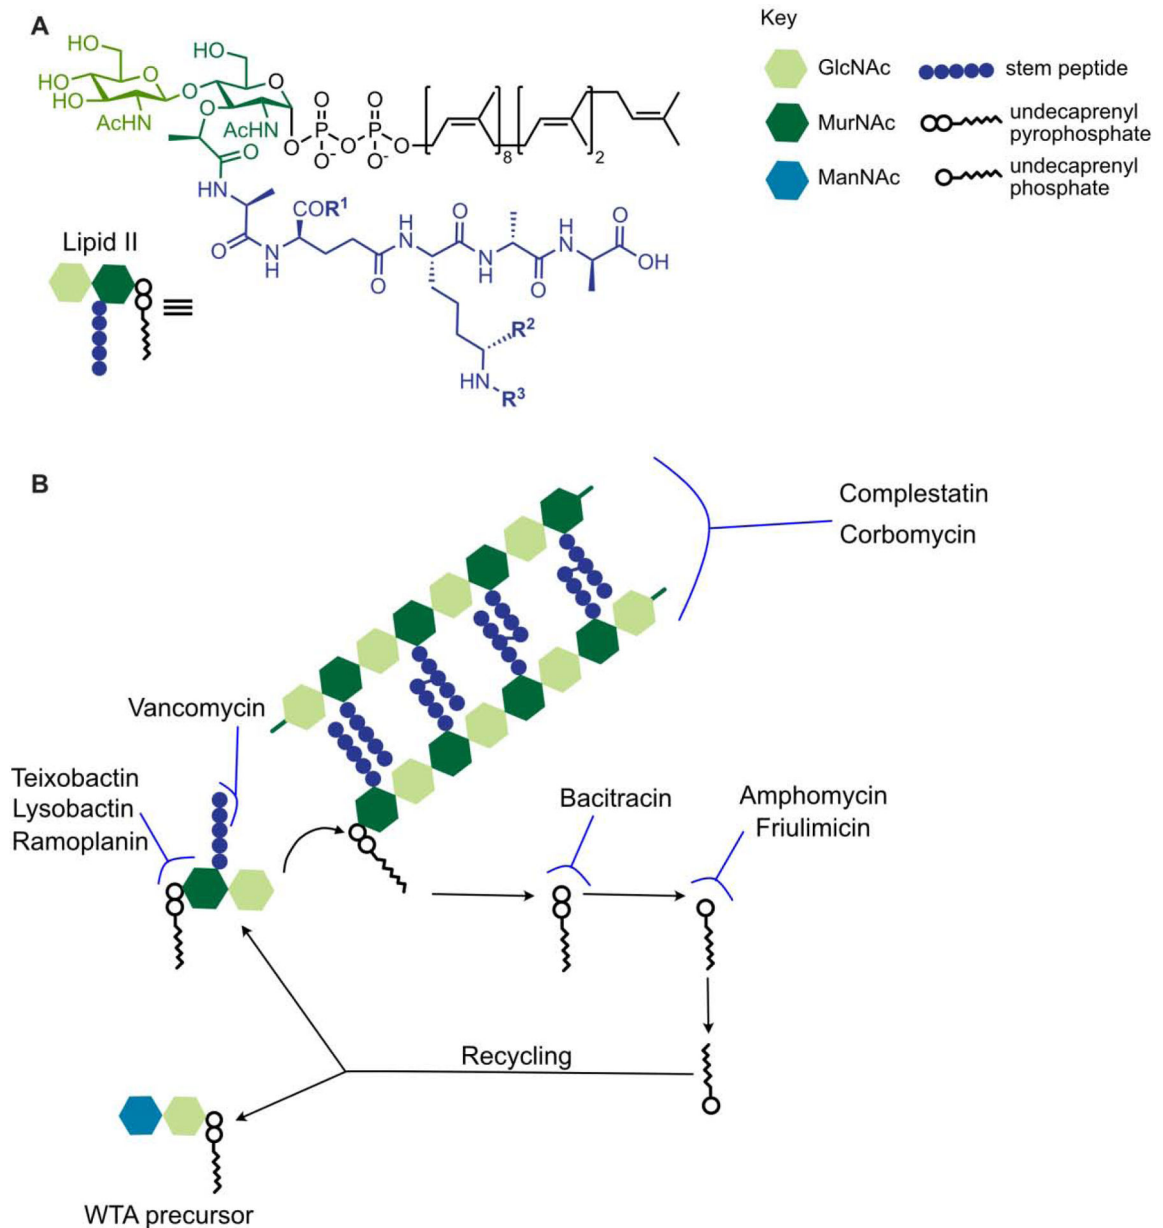 A
Key
GlcNAc
stem peptide
MurNAc
undecaprenyl
pyrophosphate
ManNAc
undecaprenyl
phosphate
HO
HO
HO
O
O
AcHN
HO
O
O
AcHN
O
O
P
O
O-
O
P
O-
O
8
2
HN
COR¹
O
N
H
O
H
N
O
N
H
O
H
N
O
OH
R²
HN
R³
Lipid II
B
Complestatin
Corbomycin
Vancomycin
Teixobactin
Lysobactin
Ramoplanin
Bacitracin
Amphomycin
Friulimicin
Recycling
WTA precursor